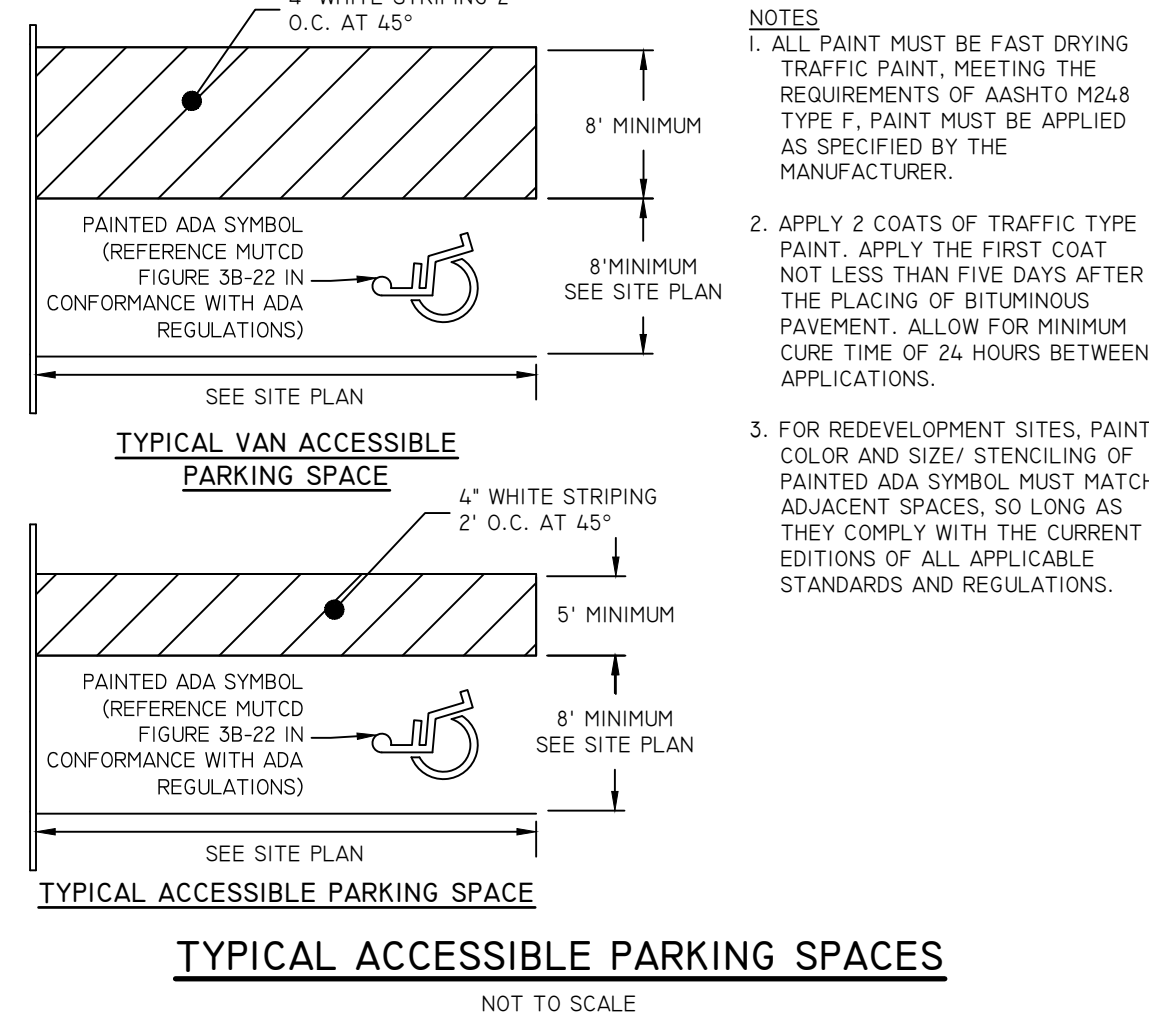 4" WHITE STRIPING 2'
O.C. AT 45°
8' MINIMUM
PAINTED ADA SYMBOL
(REFERENCE MUTCD
FIGURE 3B-22 IN
CONFORMANCE WITH ADA
REGULATIONS)
8'MINIMUM
SEE SITE PLAN
SEE SITE PLAN
TYPICAL VAN ACCESSIBLE
PARKING SPACE
4" WHITE STRIPING
2' O.C. AT 45°
5' MINIMUM
PAINTED ADA SYMBOL
(REFERENCE MUTCD
FIGURE 3B-22 IN
CONFORMANCE WITH ADA
REGULATIONS)
8' MINIMUM
SEE SITE PLAN
SEE SITE PLAN
TYPICAL ACCESSIBLE PARKING SPACE
NOTES
1. ALL PAINT MUST BE FAST DRYING
TRAFFIC PAINT, MEETING THE
REQUIREMENTS OF AASHTO M248
TYPE F, PAINT MUST BE APPLIED
AS SPECIFIED BY THE
MANUFACTURER.
2. APPLY 2 COATS OF TRAFFIC TYPE
PAINT. APPLY THE FIRST COAT
NOT LESS THAN FIVE DAYS AFTER
THE PLACING OF BITUMINOUS
PAVEMENT. ALLOW FOR MINIMUM
CURE TIME OF 24 HOURS BETWEEN
APPLICATIONS.
3. FOR REDEVELOPMENT SITES, PAINT
COLOR AND SIZE/ STENCILING OF
PAINTED ADA SYMBOL MUST MATCH
ADJACENT SPACES, SO LONG AS
THEY COMPLY WITH THE CURRENT
EDITIONS OF ALL APPLICABLE
STANDARDS AND REGULATIONS.
TYPICAL ACCESSIBLE PARKING SPACES
NOT TO SCALE